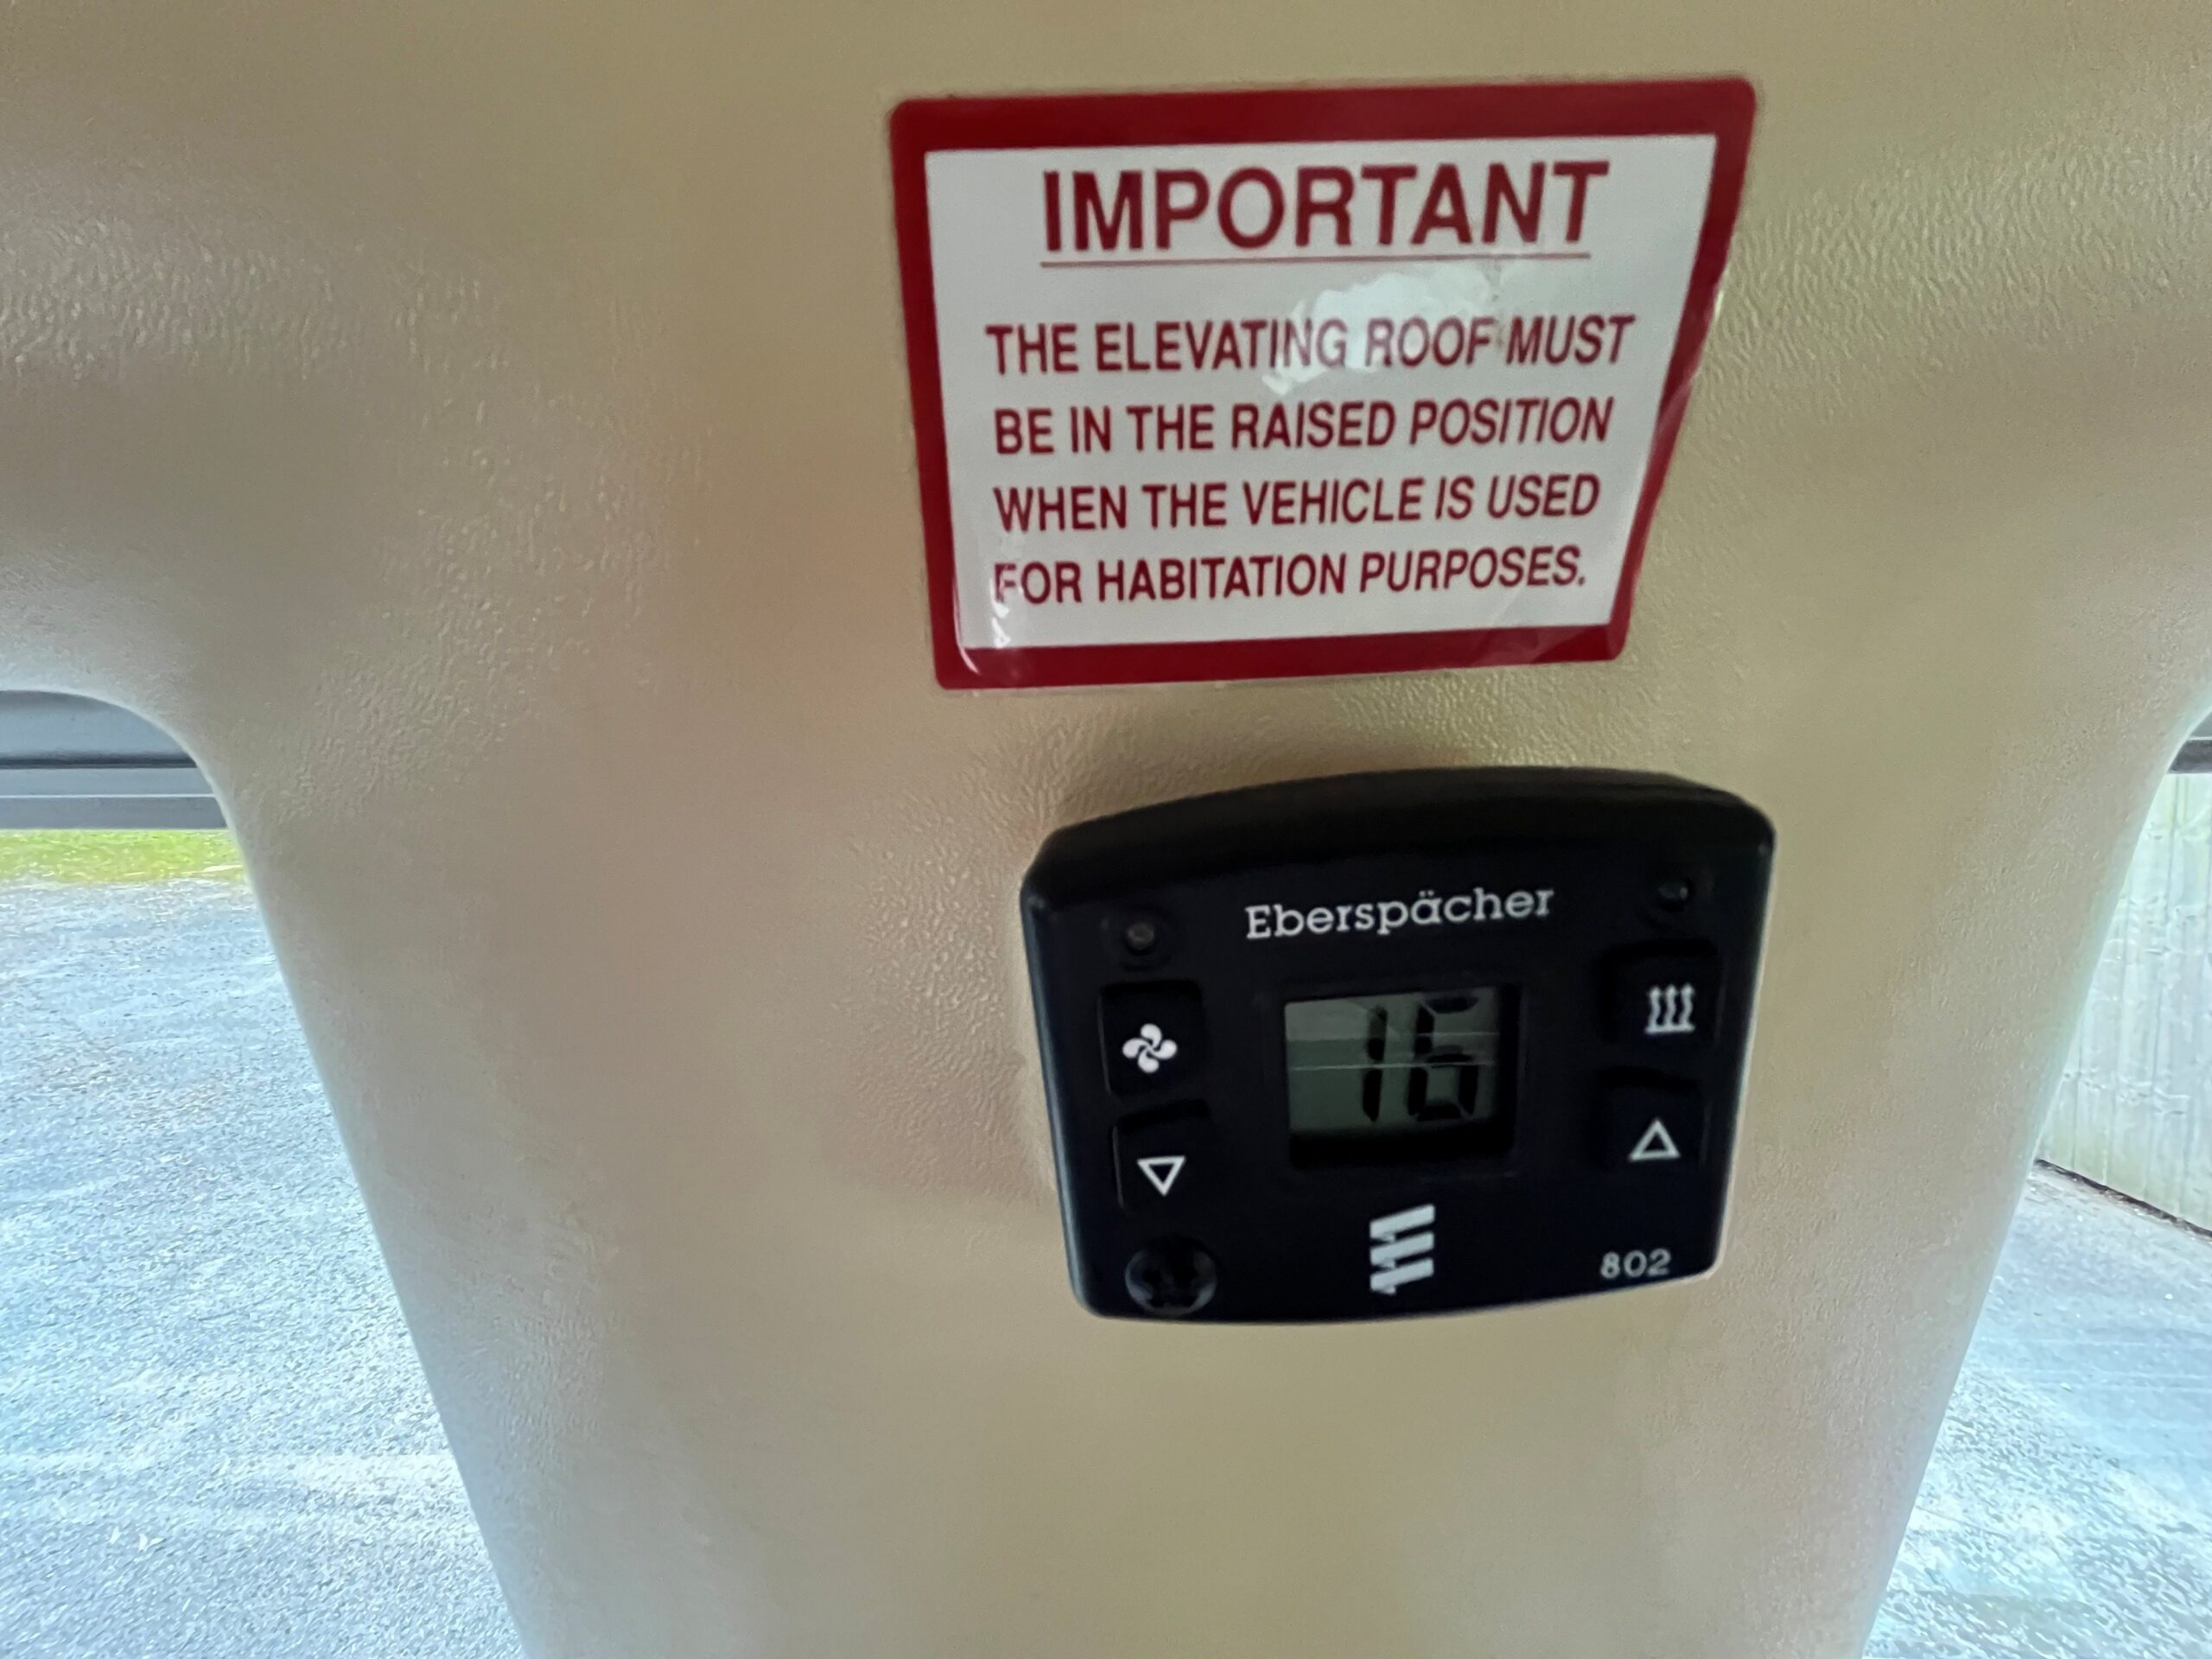 IMPORTANT
THE ELEVATING ROOF MUST
BE IN THE RAISED POSITION
WHEN THE VEHICLE IS USED
FOR HABITATION PURPOSES.
Eberspächer
16
802